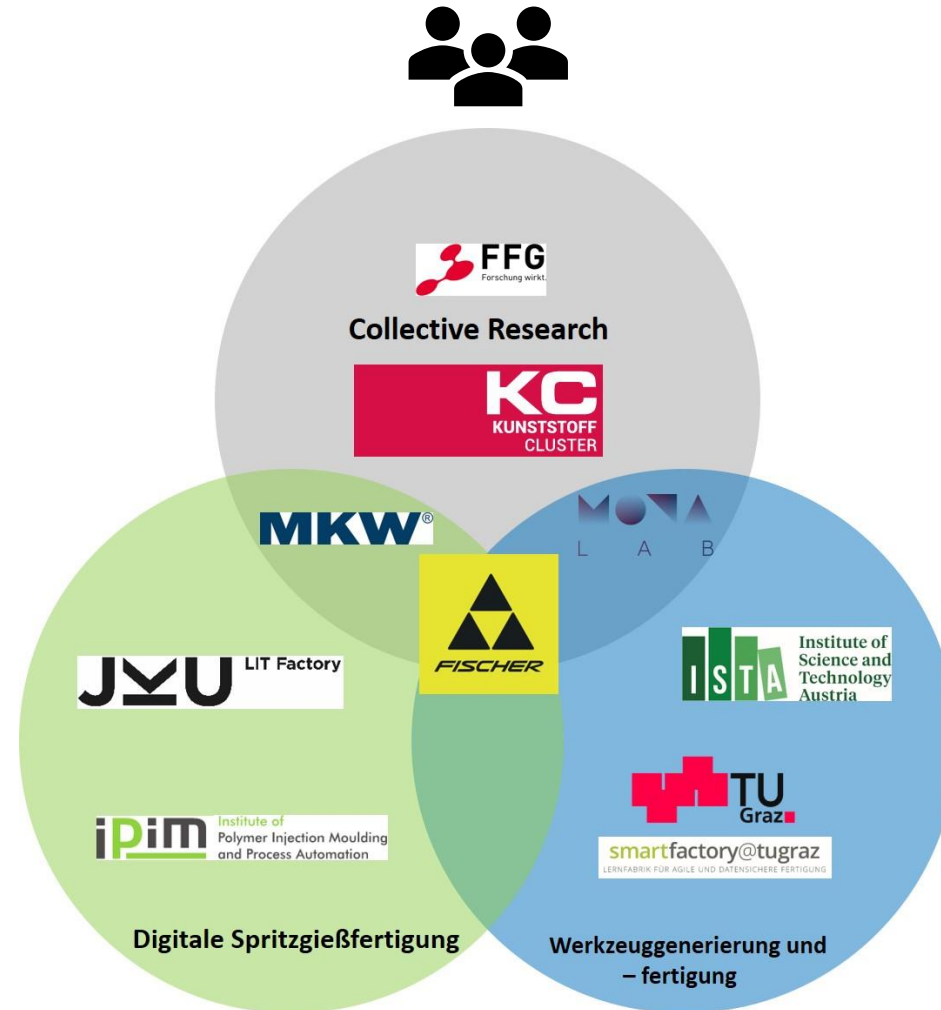 FFG
Forschung wirkt.
Collective Research
KC
KUNSTSTOFF
CLUSTER
MKW®
MOVA
L A B
FISCHER
JKU LIT Factory
ISTA
Institute of
Science and
Technology
Austria
TU
Graz
smartfactory@tugraz
LERNFABRIK FÜR AGILE UND DATENSICHERE FERTIGUNG
iPim
Institute of
Polymer Injection Moulding
and Process Automation
Digitale Spritzgießfertigung
Werkzeuggenerierung und
– fertigung